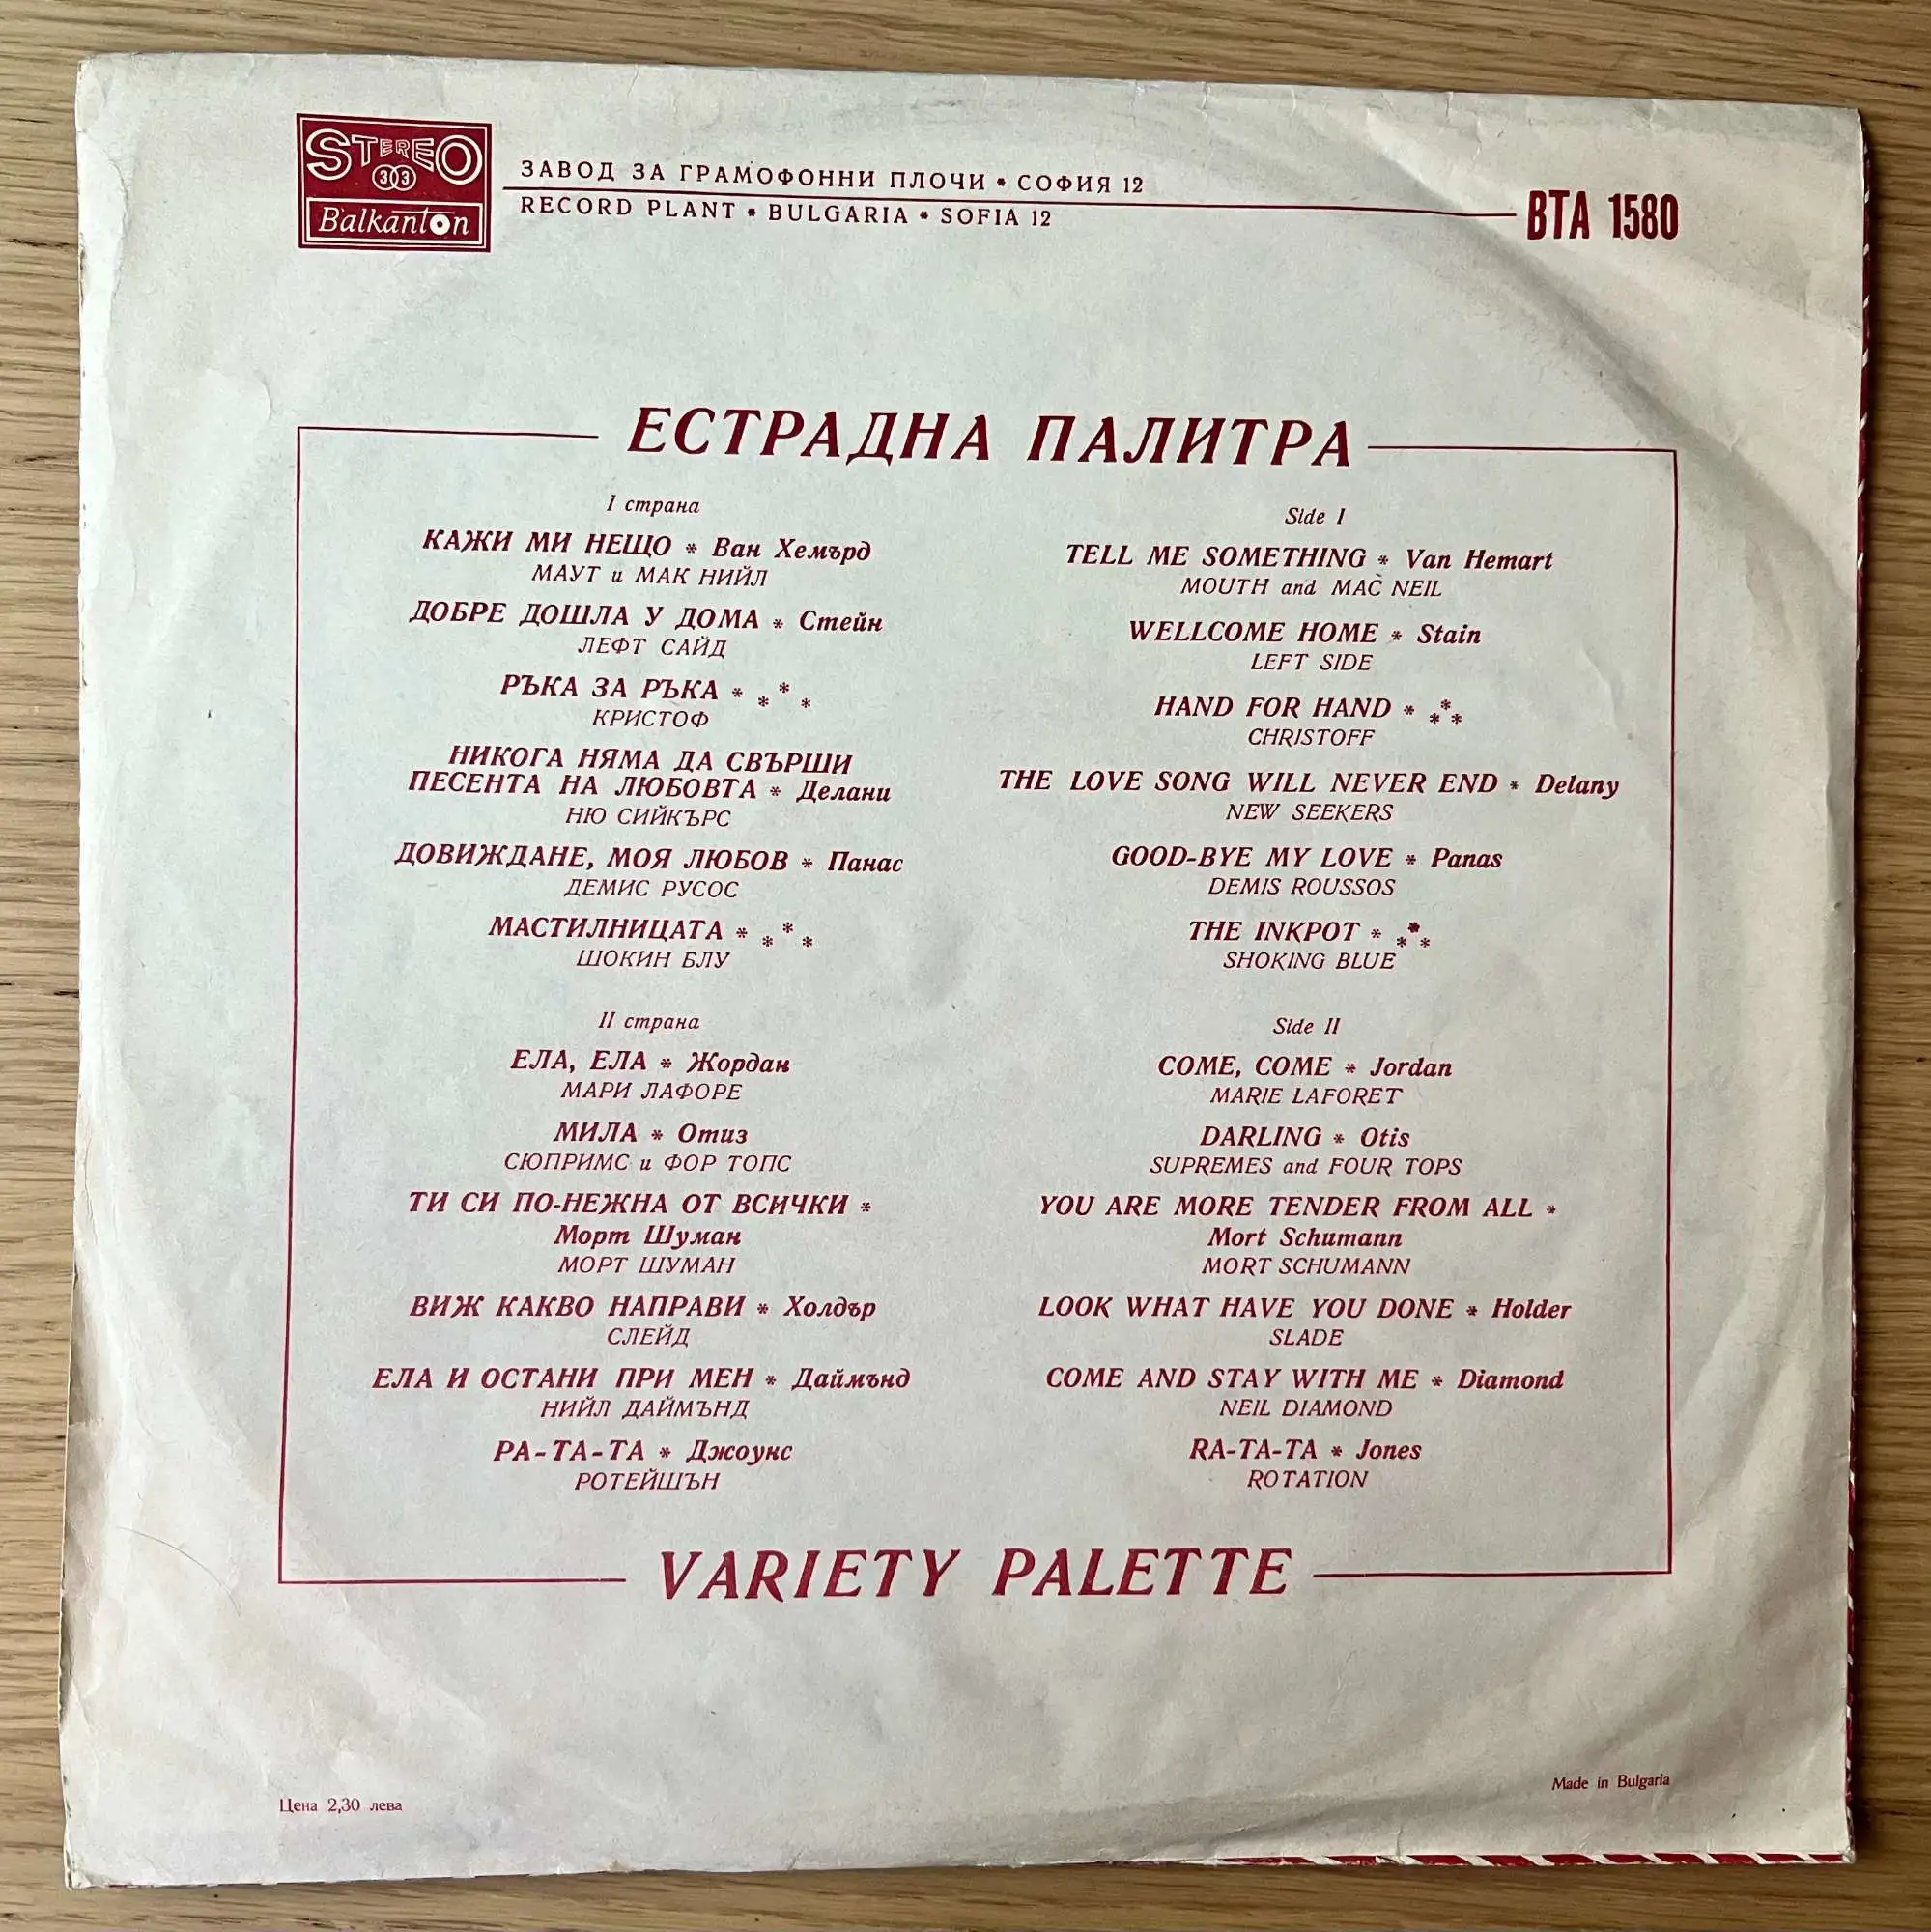 STEREO
33
Balkanton
ЗАВОД ЗА ГРАМОФОННИ ПЛОЧИ * СОФИЯ 12
RECORD PLANT * BULGARIA * SOFIA 12
ВТА 1580
ЕСТРАДНА ПАЛИТРА
I страна
КАЖИ МИ НЕЩО * Ван Хемърд
МАУТ и МАК НИЙЛ
ДОБРЕ ДОШЛА У ДОМА * Стейн
ЛЕФТ САЙД
РЪКА ЗА РЪКА * * * *
КРИСТОФ
НИКОГА НЯМА ДА СВЪРШИ
ПЕСЕНТА НА ЛЮБОВТА * Делани
НЮ СИЙКЪРС
ДОВИЖДАНЕ, МОЯ ЛЮБОВ * Панас
ДЕМИС РУСОС
МАСТИЛНИЦАТА * * * *
ШОКИН БЛУ
II страна
ЕЛА, ЕЛА * Жордан
МАРИ ЛАФОРЕ
МИЛА * Отиз
СЮПРИМС и ФОР ТОПС
ТИ СИ ПО-НЕЖНА ОТ ВСИЧКИ *
Морт Шуман
МОРТ ШУМАН
ВИЖ КАКВО НАПРАВИ * Холдър
СЛЕЙД
ЕЛА И ОСТАНИ ПРИ МЕН * Даймънд
НИЙЛ ДАЙМЪНД
РА-ТА-ТА * Джоукс
РОТЕЙШЪН
Side I
TELL ME SOMETHING * Van Hemart
MOUTH and MAC NEIL
WELLCOME HOME * Stain
LEFT SIDE
HAND FOR HAND * * * *
CHRISTOFF
THE LOVE SONG WILL NEVER END * Delany
NEW SEEKERS
GOOD-BYE MY LOVE * Panas
DEMIS ROUSSOS
THE INKPOT * * * *
SHOKING BLUE
Side II
COME, COME * Jordan
MARIE LAFORET
DARLING * Otis
SUPREMES and FOUR TOPS
YOU ARE MORE TENDER FROM ALL *
Mort Schumann
MORT SCHUMANN
LOOK WHAT HAVE YOU DONE * Holder
SLADE
COME AND STAY WITH ME * Diamond
NEIL DIAMOND
RA-TA-TA * Jones
ROTATION
VARIETY PALETTE
Цена 2,30 лева
Made in Bulgaria